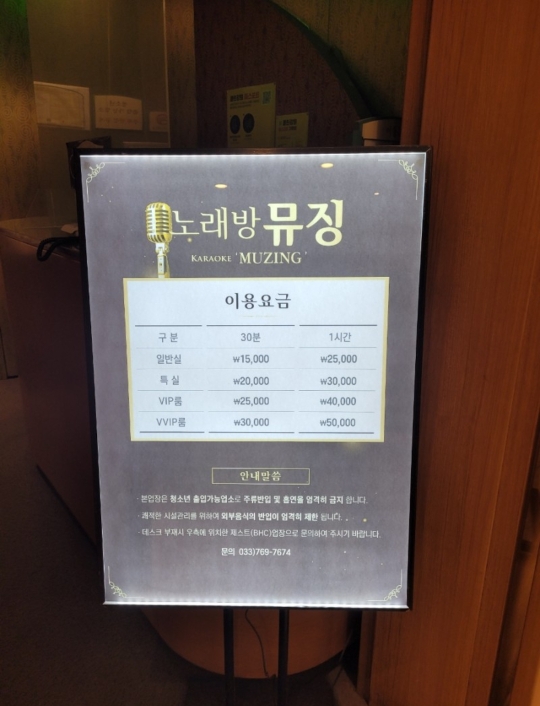 노래방 뮤징
KARAOKE 'MUZING'
이용요금
구 분 30분 1시간
일반실 ₩15,000 ₩25,000
특 실 ₩20,000 ₩30,000
VIP룸 ₩25,000 ₩40,000
VVIP룸 ₩30,000 ₩50,000
안내말씀
· 본업장은 청소년 출입가능업소로 주류반입 및 흡연을 엄격히 금지 합니다.
· 쾌적한 시설관리를 위하여 외부음식의 반입이 엄격히 제한 됩니다.
· 데스크 부재시 우측에 위치한 제스트(BHC)업장으로 문의하여 주시기 바랍니다.
문의 033)769-7674